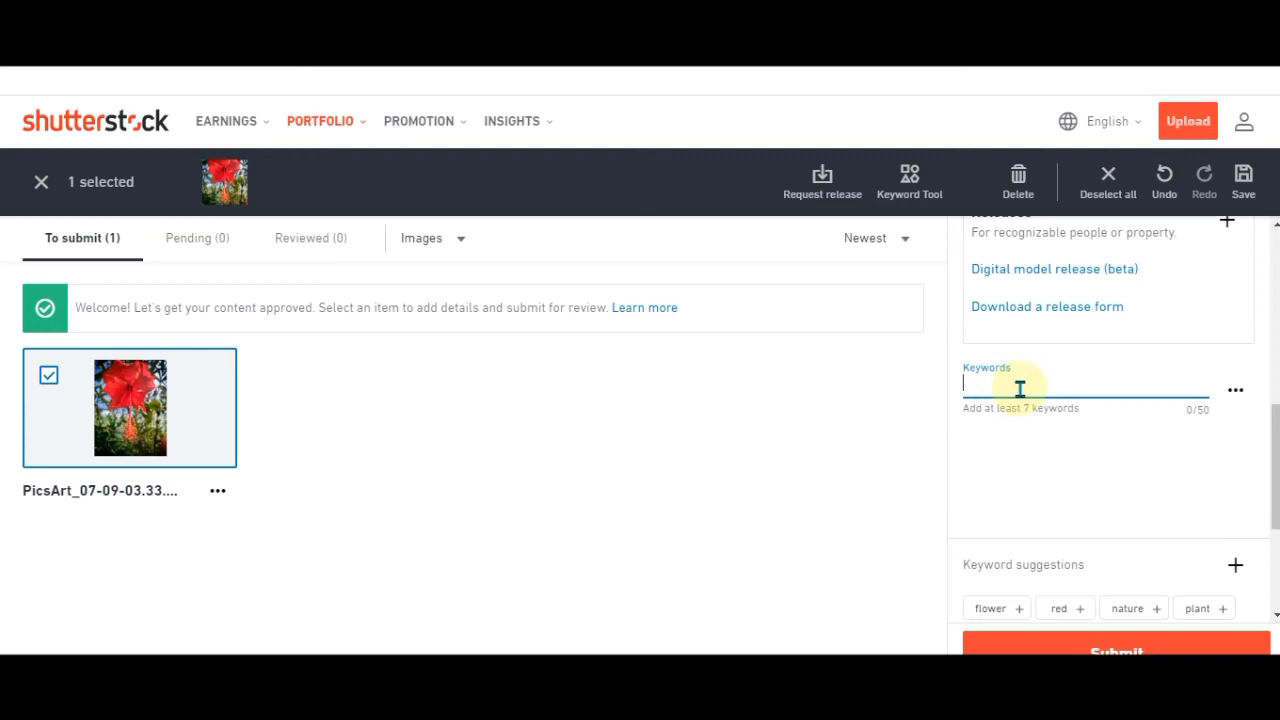 shutterstock
EARNINGS PORTFOLIO PROMOTION INSIGHTS English Upload
1 selected Request release Keyword Tool Delete Deselect all Undo Redo Save
To submit (1) Pending (0) Reviewed (0) Images Newest
Welcome! Let's get your content approved. Select an item to add details and submit for review. Learn more
PicsArt_07-09-03.33....
Releases
For recognizable people or property.
Digital model release (beta)
Download a release form
Keywords
Add at least 7 keywords 0/50
Keyword suggestions
flower + red + nature + plant +
Submit